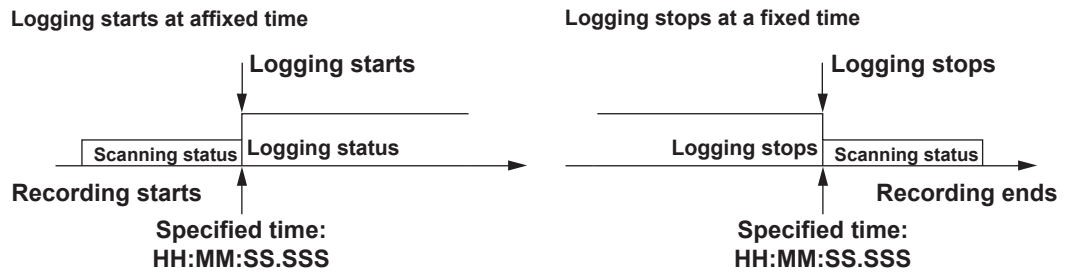 Logging starts at affixed time
Logging starts
Scanning status
Logging status
Recording starts
Specified time:
HH:MM:SS.SSS
Logging stops at a fixed time
Logging stops
Logging stops
Scanning status
Recording ends
Specified time:
HH:MM:SS.SSS